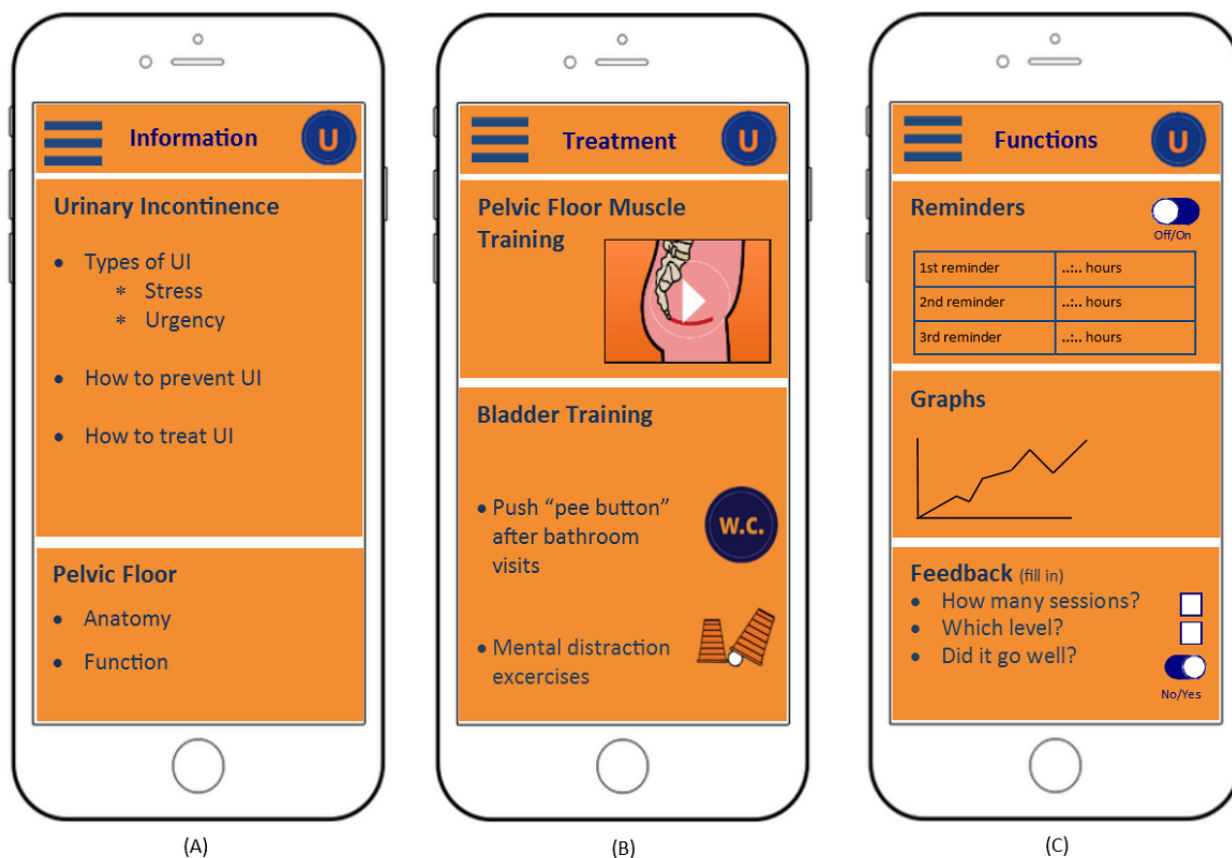 Information
U
Urinary Incontinence
• Types of UI
* Stress
* Urgency
• How to prevent UI
• How to treat UI
Pelvic Floor
• Anatomy
• Function
(A)
Treatment
U
Pelvic Floor Muscle
Training
Bladder Training
• Push “pee button”
after bathroom
visits
W.C.
• Mental distraction
excercises
(B)
Functions
U
Reminders
Off/On
1st reminder ..:.. hours
2nd reminder ..:.. hours
3rd reminder ..:.. hours
Graphs
Feedback (fill in)
• How many sessions?
• Which level?
• Did it go well?
No/Yes
(C)